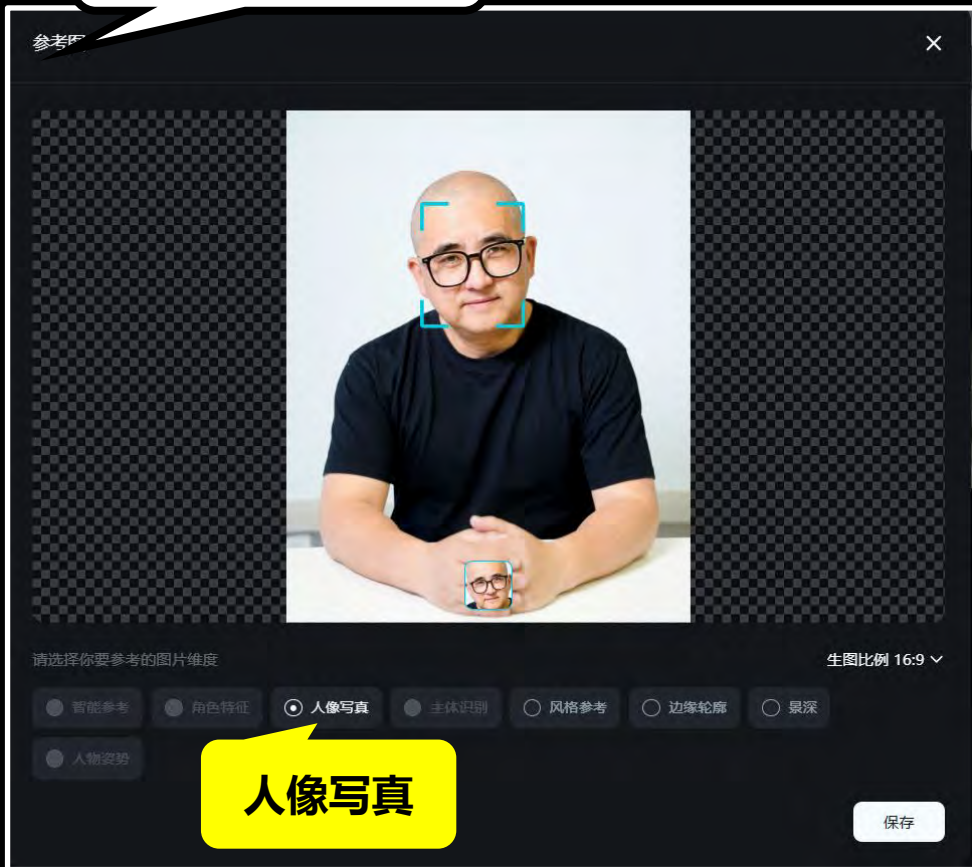 参考图
请选择你要参考的图片维度
生图比例 16:9
智能参考
角色特征
人像写真
主体识别
风格参考
边缘轮廓
景深
人物姿势
人像写真
保存